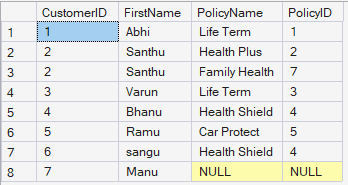 CustomerID FirstName PolicyName PolicyID
1 1 Abhi Life Term 1
2 2 Santhu Health Plus 2
3 2 Santhu Family Health 7
4 3 Varun Life Term 3
5 4 Bhanu Health Shield 4
6 5 Ramu Car Protect 5
7 6 sangu Health Shield 4
8 7 Manu NULL NULL